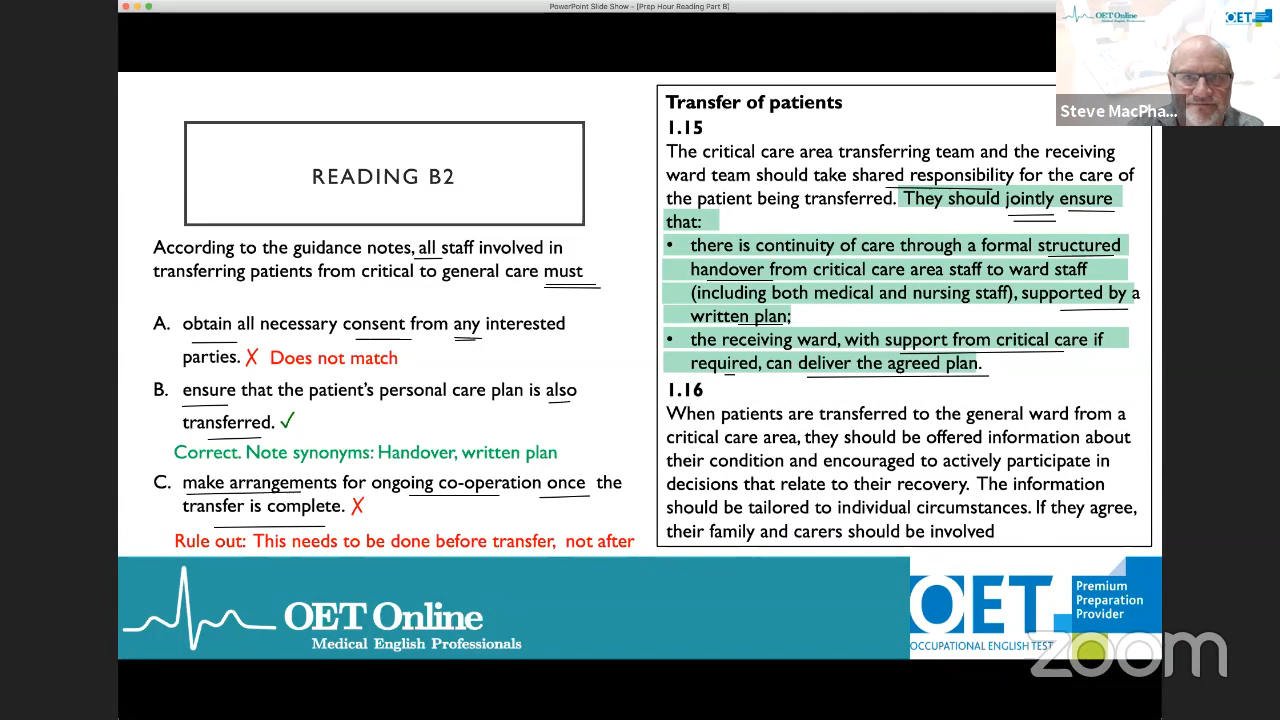 PowerPoint Slide Show - [Prep Hour Reading Part B]
OET Online
Medical English Professionals
OET
Steve MacPha...
READING B2
According to the guidance notes, all staff involved in
transferring patients from critical to general care must
A. obtain all necessary consent from any interested
parties. ✗ Does not match
B. ensure that the patient's personal care plan is also
transferred. ✓
Correct. Note synonyms: Handover, written plan
C. make arrangements for ongoing co-operation once the
transfer is complete. ✗
Rule out: This needs to be done before transfer, not after
Transfer of patients
1.15
The critical care area transferring team and the receiving
ward team should take shared responsibility for the care of
the patient being transferred. They should jointly ensure
that:
• there is continuity of care through a formal structured
handover from critical care area staff to ward staff
(including both medical and nursing staff), supported by a
written plan;
• the receiving ward, with support from critical care if
required, can deliver the agreed plan.
1.16
When patients are transferred to the general ward from a
critical care area, they should be offered information about
their condition and encouraged to actively participate in
decisions that relate to their recovery. The information
should be tailored to individual circumstances. If they agree,
their family and carers should be involved
OET Online
Medical English Professionals
OET
OCCUPATIONAL ENGLISH TEST
Premium
Preparation
Provider
zoom